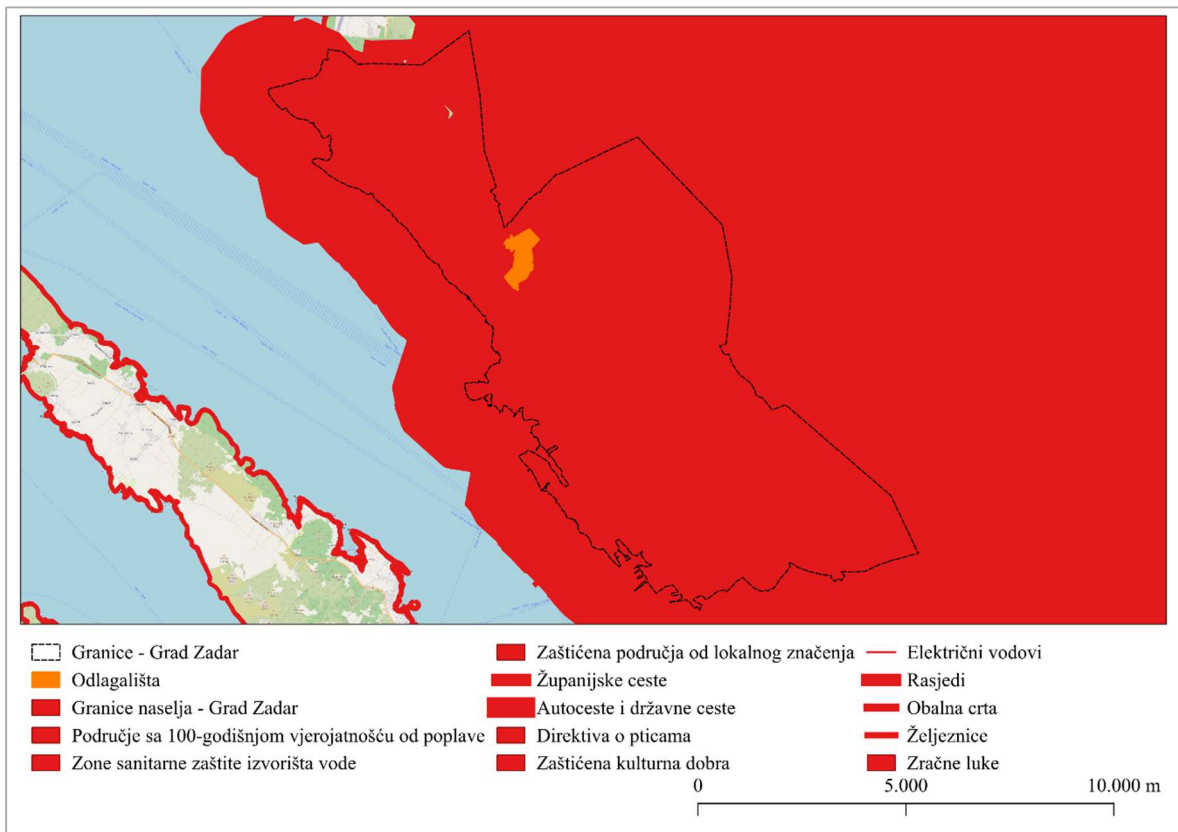 Granice - Grad Zadar
Odlagališta
Granice naselja - Grad Zadar
Područje sa 100-godišnjom vjerojatnošću od poplave
Zone sanitarne zaštite izvorišta vode
Zaštićena područja od lokalnog značenja
Županijske ceste
Autoceste i državne ceste
Direktiva o pticama
Zaštićena kulturna dobra
Električni vodovi
Rasjedi
Obalna crta
Željeznice
Zračne luke
0 5.000 10.000 m